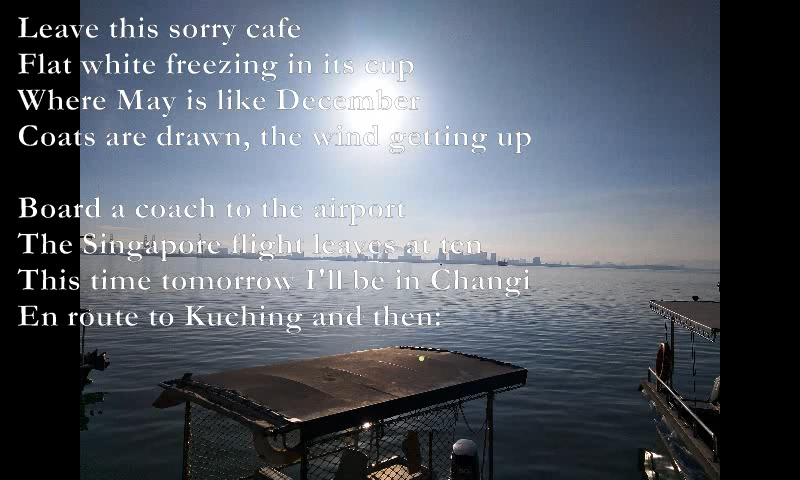 Leave this sorry cafe
Flat white freezing in its cup
Where May is like December
Coats are drawn, the wind getting up
Board a coach to the airport
The Singapore flight leaves at ten
This time tomorrow I'll be in Changi
En route to Kuching and then: